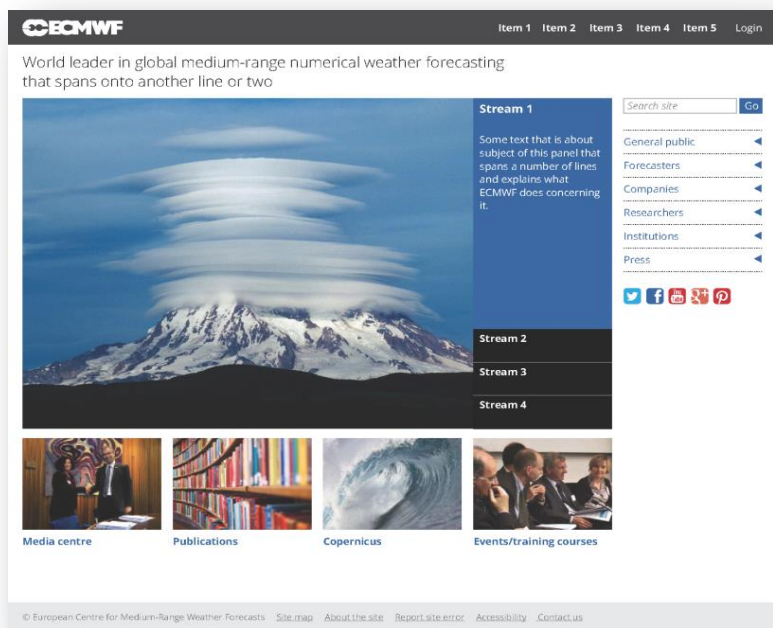 ECMWF
Item 1 Item 2 Item 3 Item 4 Item 5 Login
World leader in global medium-range numerical weather forecasting
that spans onto another line or two
Stream 1
Some text that is about
subject of this panel that
spans a number of lines
and explains what
ECMWF does concerning
it.
Stream 2
Stream 3
Stream 4
Search site Go
General public
Forecasters
Companies
Researchers
Institutions
Press
You
Tube
g+
Media centre
Publications
Copernicus
Events/training courses
© European Centre for Medium-Range Weather Forecasts Site map About the site Report site error Accessibility Contact us